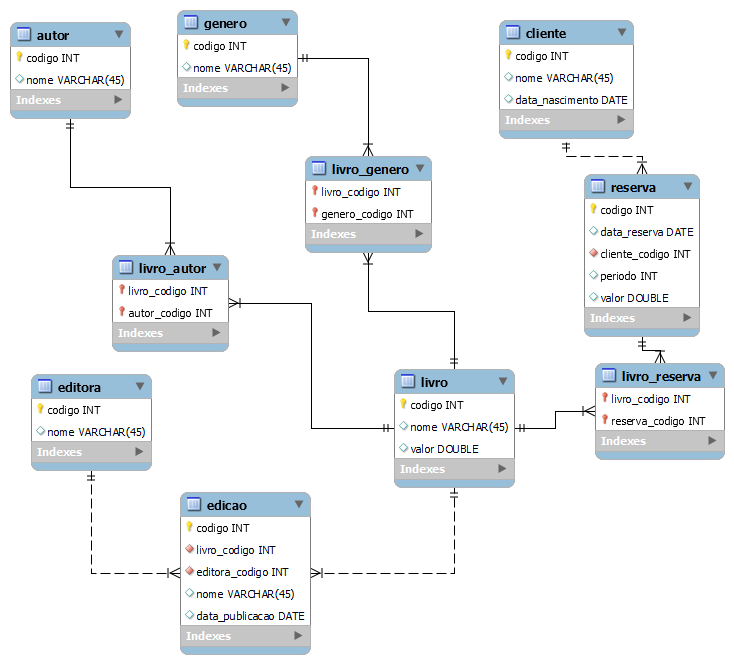 autor
codigo INT
nome VARCHAR(45)
Indexes
genero
codigo INT
nome VARCHAR(45)
Indexes
cliente
codigo INT
nome VARCHAR(45)
data_nascimento DATE
Indexes
livro_genero
livro_codigo INT
genero_codigo INT
Indexes
reserva
codigo INT
data_reserva DATE
cliente_codigo INT
periodo INT
valor DOUBLE
Indexes
livro_autor
livro_codigo INT
autor_codigo INT
Indexes
editora
codigo INT
nome VARCHAR(45)
Indexes
livro
codigo INT
nome VARCHAR(45)
valor DOUBLE
Indexes
livro_reserva
livro_codigo INT
reserva_codigo INT
Indexes
edicao
codigo INT
livro_codigo INT
editora_codigo INT
nome VARCHAR(45)
data_publicacao DATE
Indexes